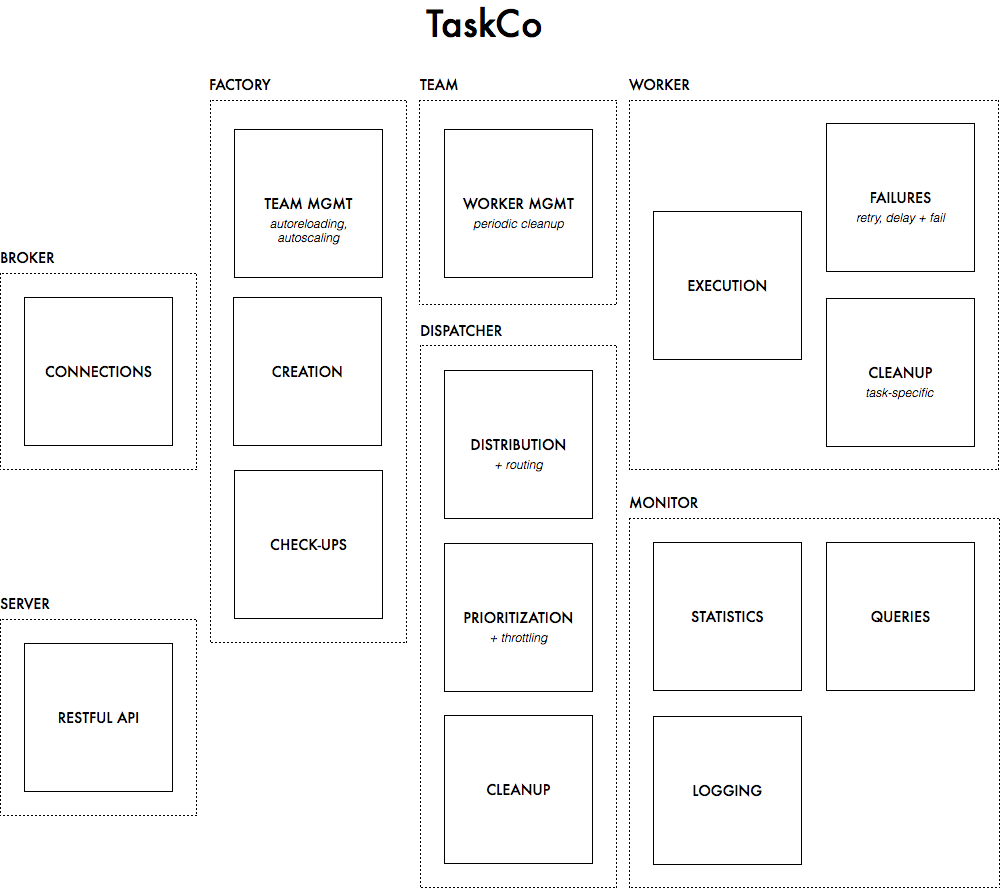 TaskCo
BROKER
CONNECTIONS
SERVER
RESTFUL API
FACTORY
TEAM MGMT
autoreloading,
autoscaling
CREATION
CHECK-UPS
TEAM
WORKER MGMT
periodic cleanup
DISPATCHER
DISTRIBUTION
+ routing
PRIORITIZATION
+ throttling
CLEANUP
WORKER
EXECUTION
FAILURES
retry, delay + fail
CLEANUP
task-specific
MONITOR
STATISTICS
QUERIES
LOGGING